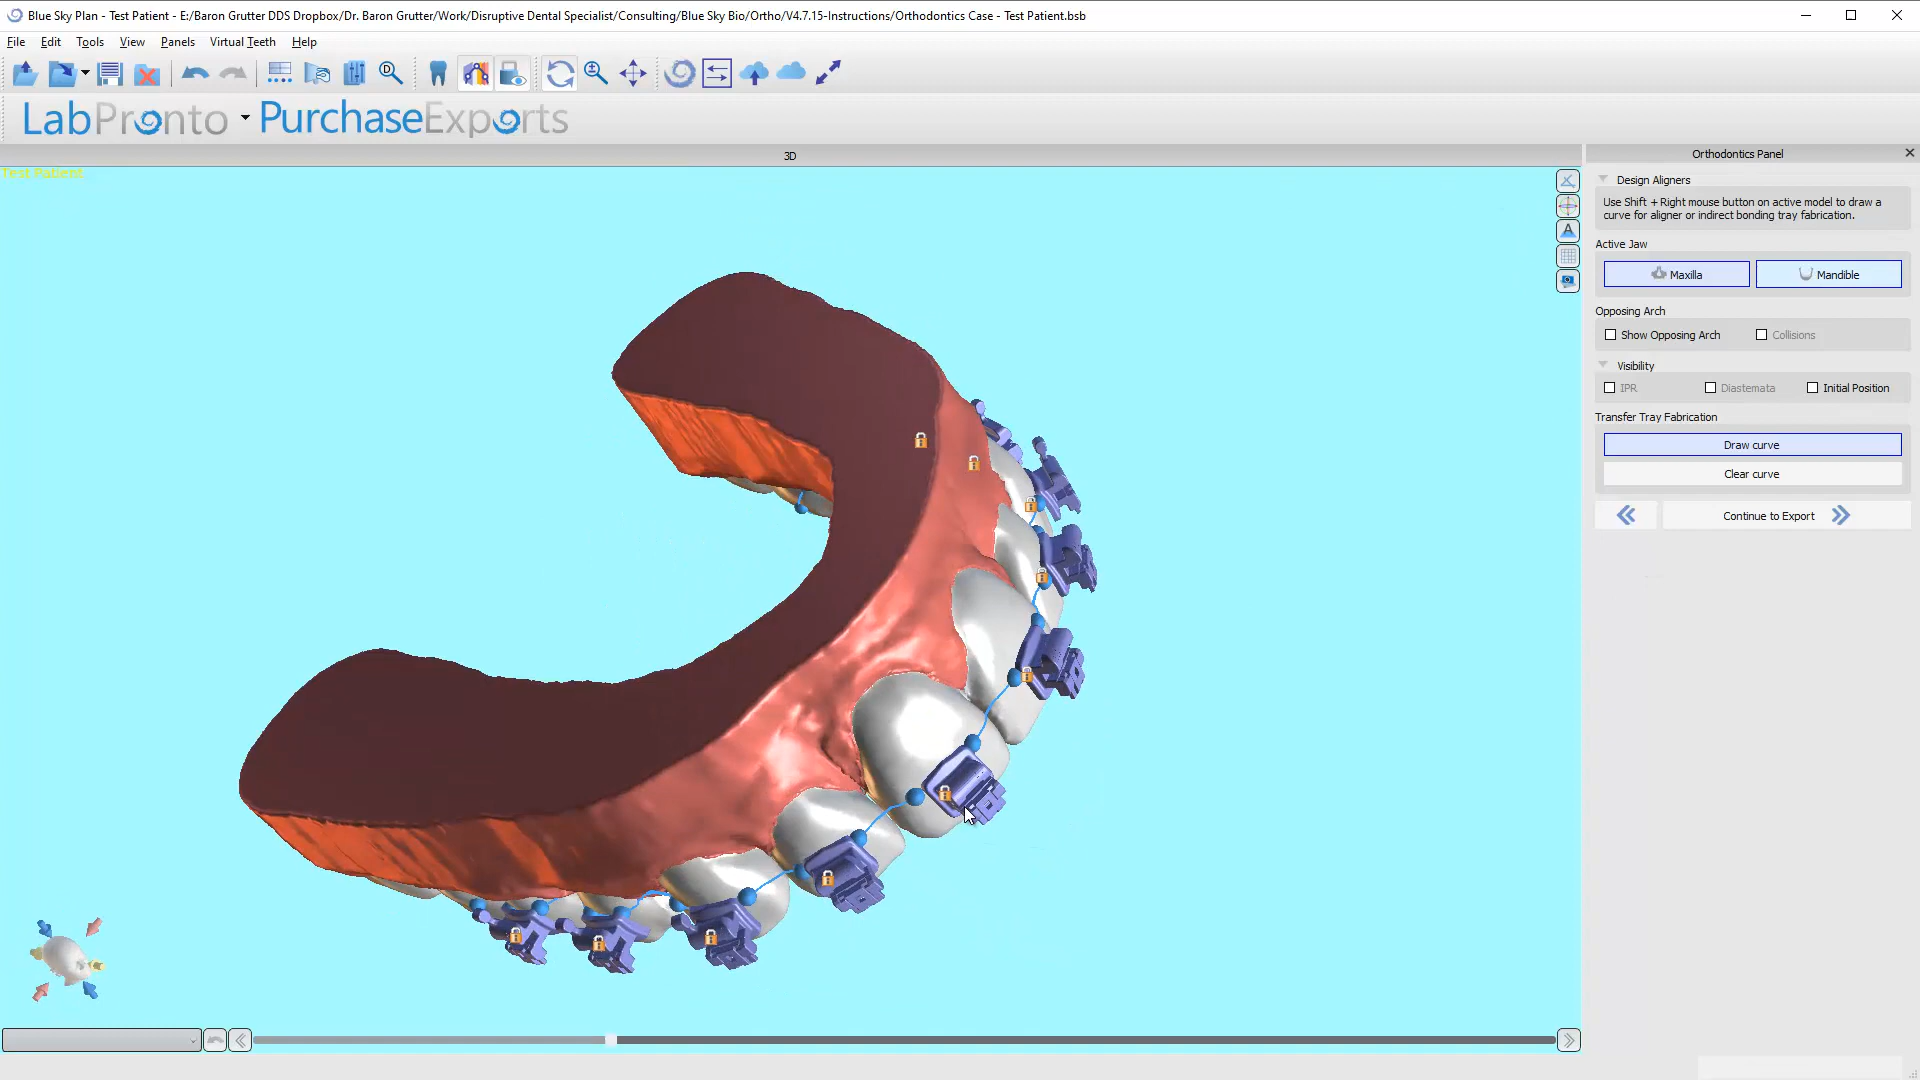 Blue Sky Plan - Test Patient - E:/Baron Grutter DDS Dropbox/Dr. Baron Grutter/Work/Disruptive Dental Specialist/Consulting/Blue Sky Bio/Ortho/V4.7.15-Instructions/Orthodontics Case - Test Patient.bsb
File Edit Tools View Panels Virtual Teeth Help
LabPronto PurchaseExports
3D
Orthodontics Panel
Test Patient
Design Aligners
Use Shift + Right mouse button on active model to draw a
curve for aligner or indirect bonding tray fabrication.
Active Jaw
Maxilla Mandible
Opposing Arch
Show Opposing Arch Collisions
Visibility
IPR Diastemata Initial Position
Transfer Tray Fabrication
Draw curve
Clear curve
Continue to Export